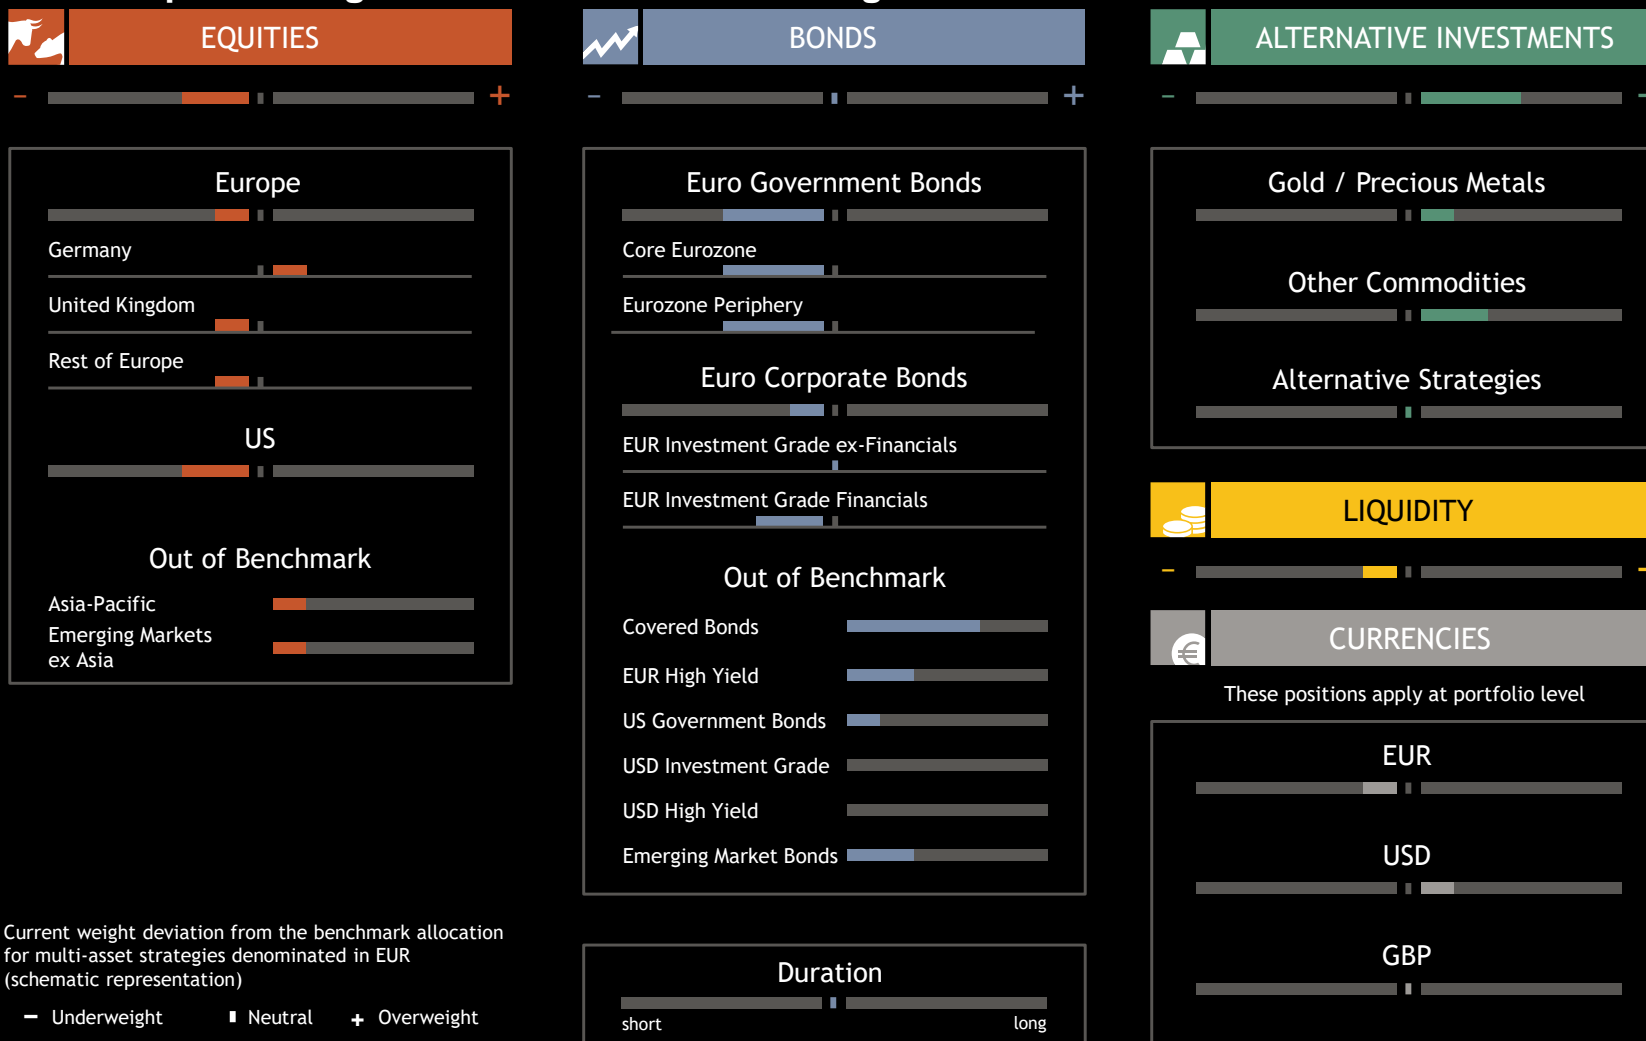 EQUITIES
- +
Europe
Germany
United Kingdom
Rest of Europe
US
Out of Benchmark
Asia-Pacific
Emerging Markets
ex Asia
Current weight deviation from the benchmark allocation
for multi-asset strategies denominated in EUR
(schematic representation)
- Underweight Neutral + Overweight
BONDS
- +
Euro Government Bonds
Core Eurozone
Eurozone Periphery
Euro Corporate Bonds
EUR Investment Grade ex-Financials
EUR Investment Grade Financials
Out of Benchmark
Covered Bonds
EUR High Yield
US Government Bonds
USD Investment Grade
USD High Yield
Emerging Market Bonds
Duration
short long
ALTERNATIVE INVESTMENTS
-
Gold / Precious Metals
Other Commodities
Alternative Strategies
LIQUIDITY
-
€ CURRENCIES
These positions apply at portfolio level
EUR
USD
GBP